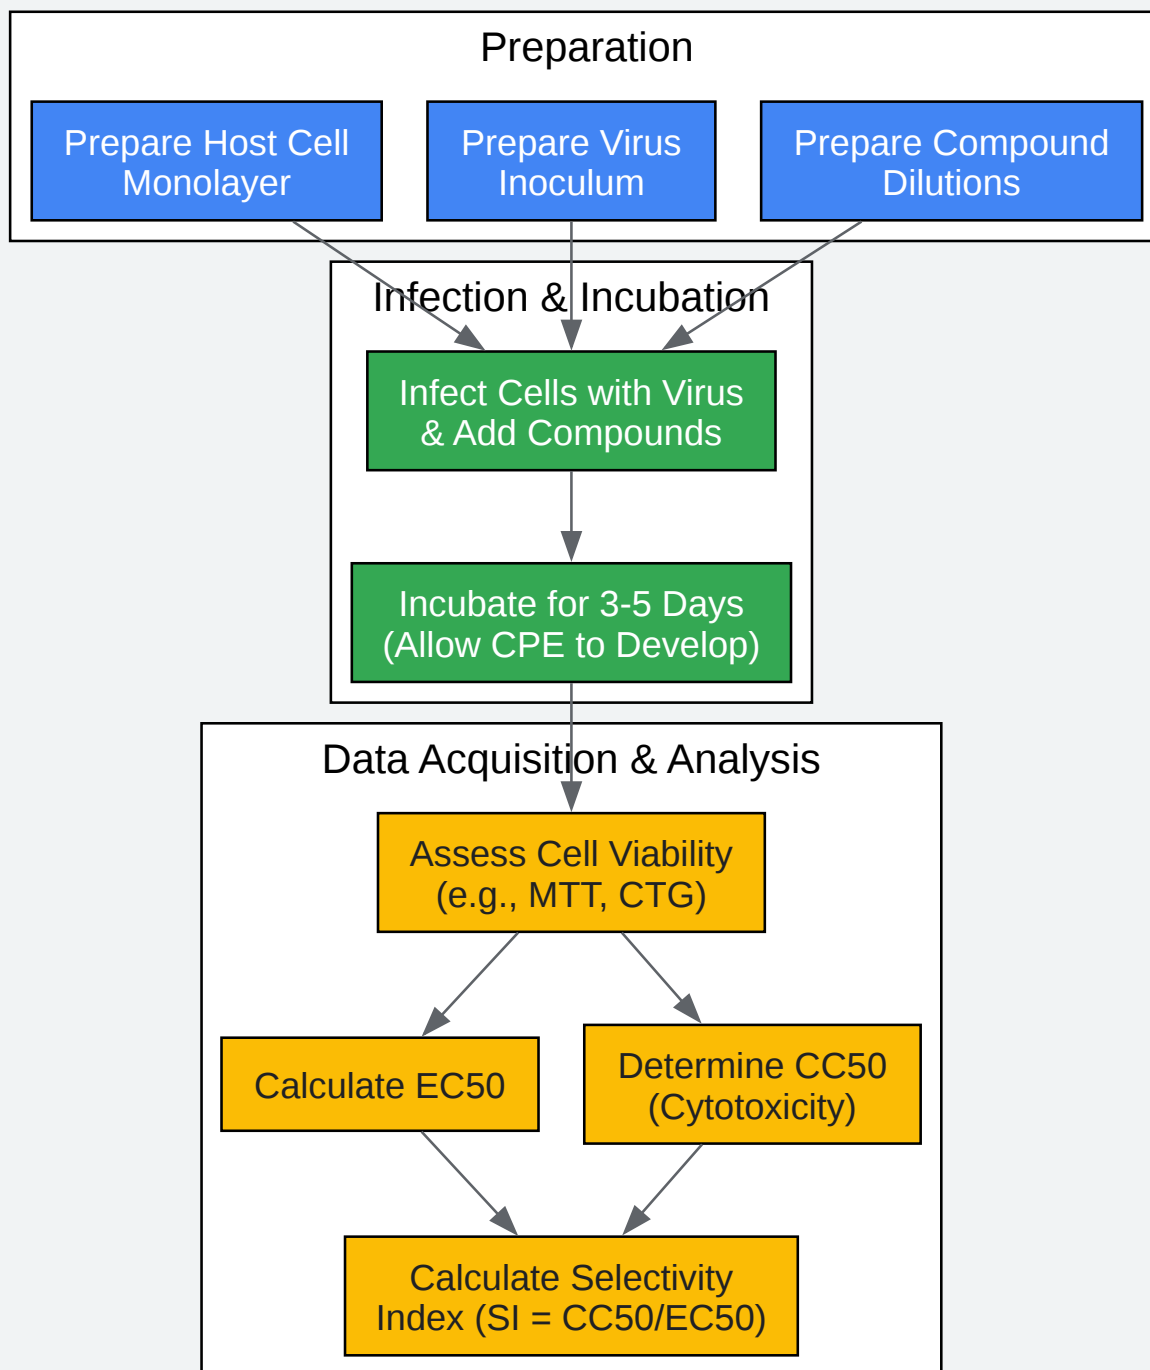 Preparation
Prepare Host Cell
Monolayer
Prepare Virus
Inoculum
Prepare Compound
Dilutions
Infection & Incubation
Infect Cells with Virus
& Add Compounds
Incubate for 3-5 Days
(Allow CPE to Develop)
Data Acquisition & Analysis
Assess Cell Viability
(e.g., MTT, CTG)
Calculate EC50
Determine CC50
(Cytotoxicity)
Calculate Selectivity
Index (SI = CC50/EC50)